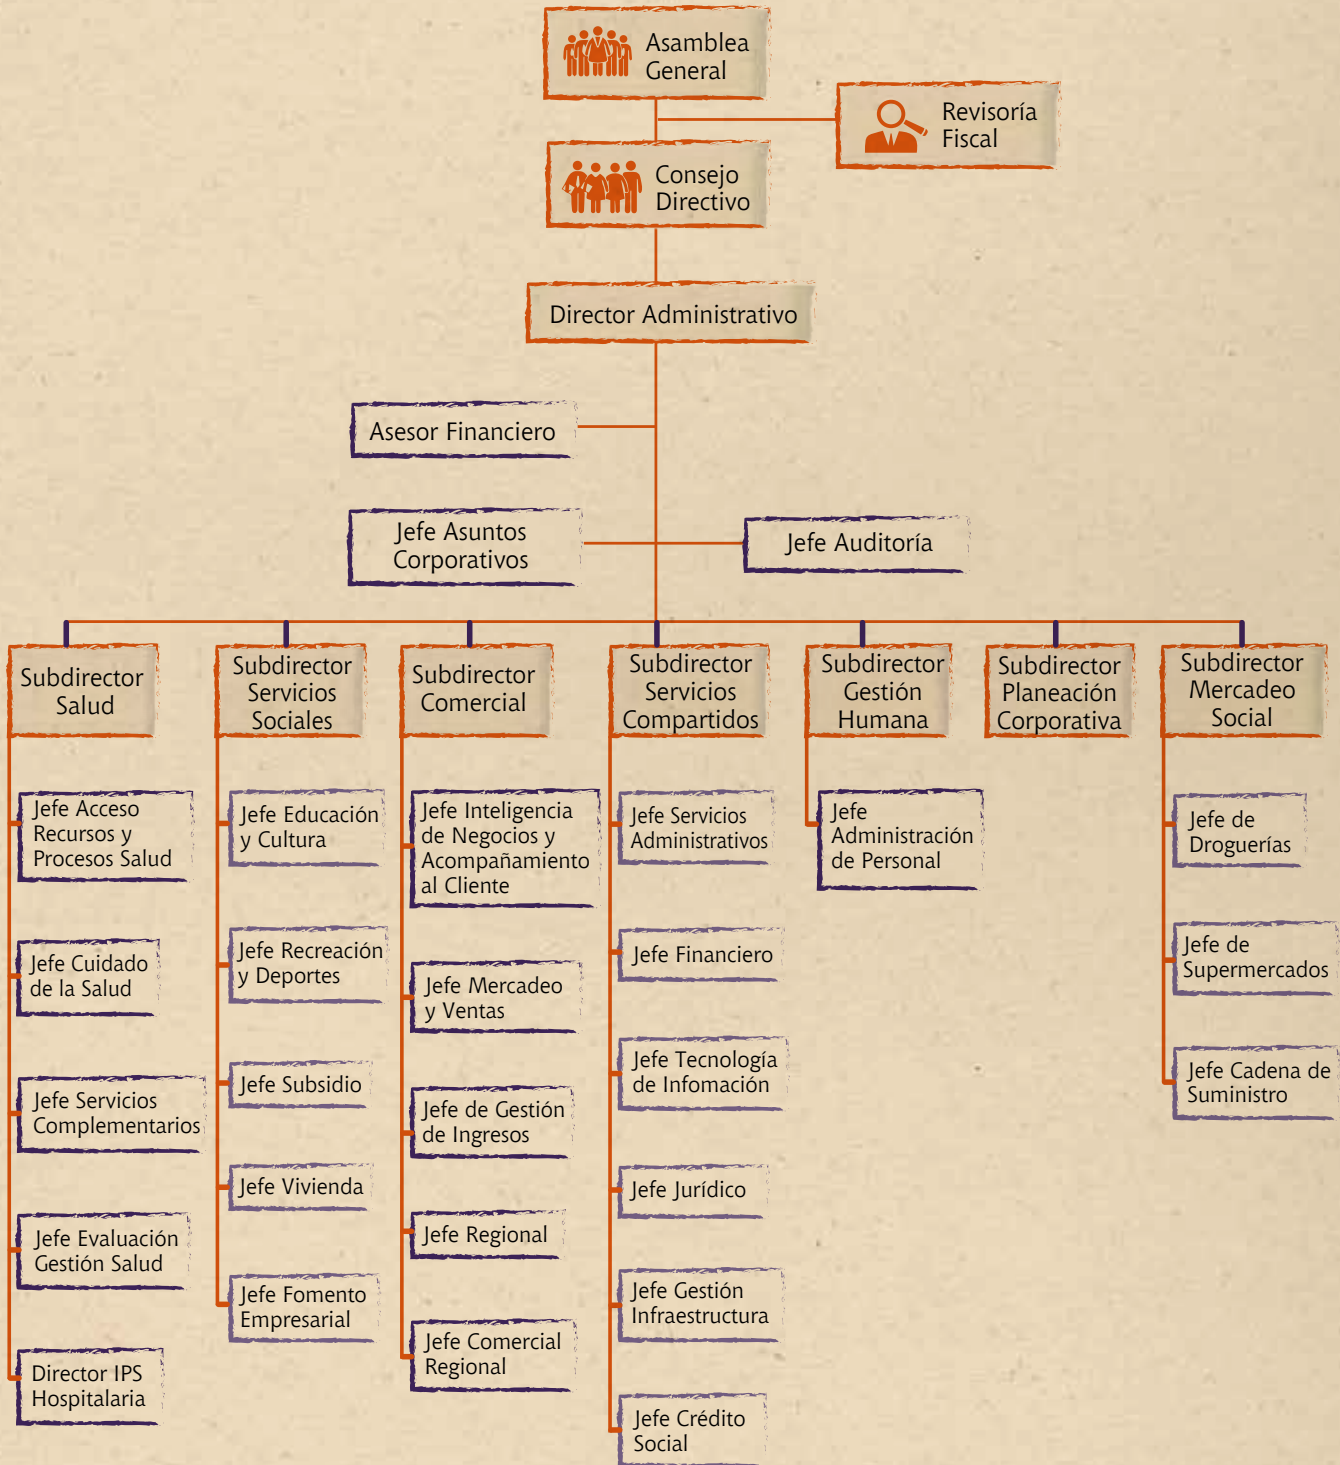 Asamblea
General
Revisoría
Fiscal
Consejo
Directivo
Director Administrativo
Asesor Financiero
Jefe Asuntos
Corporativos
Jefe Auditoría
Subdirector
Salud
Subdirector
Servicios
Sociales
Subdirector
Comercial
Subdirector
Servicios
Compartidos
Subdirector
Gestión
Humana
Subdirector
Planeación
Corporativa
Subdirector
Mercadeo
Social
Jefe Acceso
Recursos y
Procesos Salud
Jefe Cuidado
de la Salud
Jefe Servicios
Complementarios
Jefe Evaluación
Gestión Salud
Director IPS
Hospitalaria
Jefe Educación
y Cultura
Jefe Recreación
y Deportes
Jefe Subsidio
Jefe Vivienda
Jefe Fomento
Empresarial
Jefe Inteligencia
de Negocios y
Acompañamiento
al Cliente
Jefe Mercadeo
y Ventas
Jefe de Gestión
de Ingresos
Jefe Regional
Jefe Comercial
Regional
Jefe Servicios
Administrativos
Jefe Financiero
Jefe Tecnología
de Infomación
Jefe Jurídico
Jefe Gestión
Infraestructura
Jefe Crédito
Social
Jefe
Administración
de Personal
Jefe de
Droguerías
Jefe de
Supermercados
Jefe Cadena de
Suministro